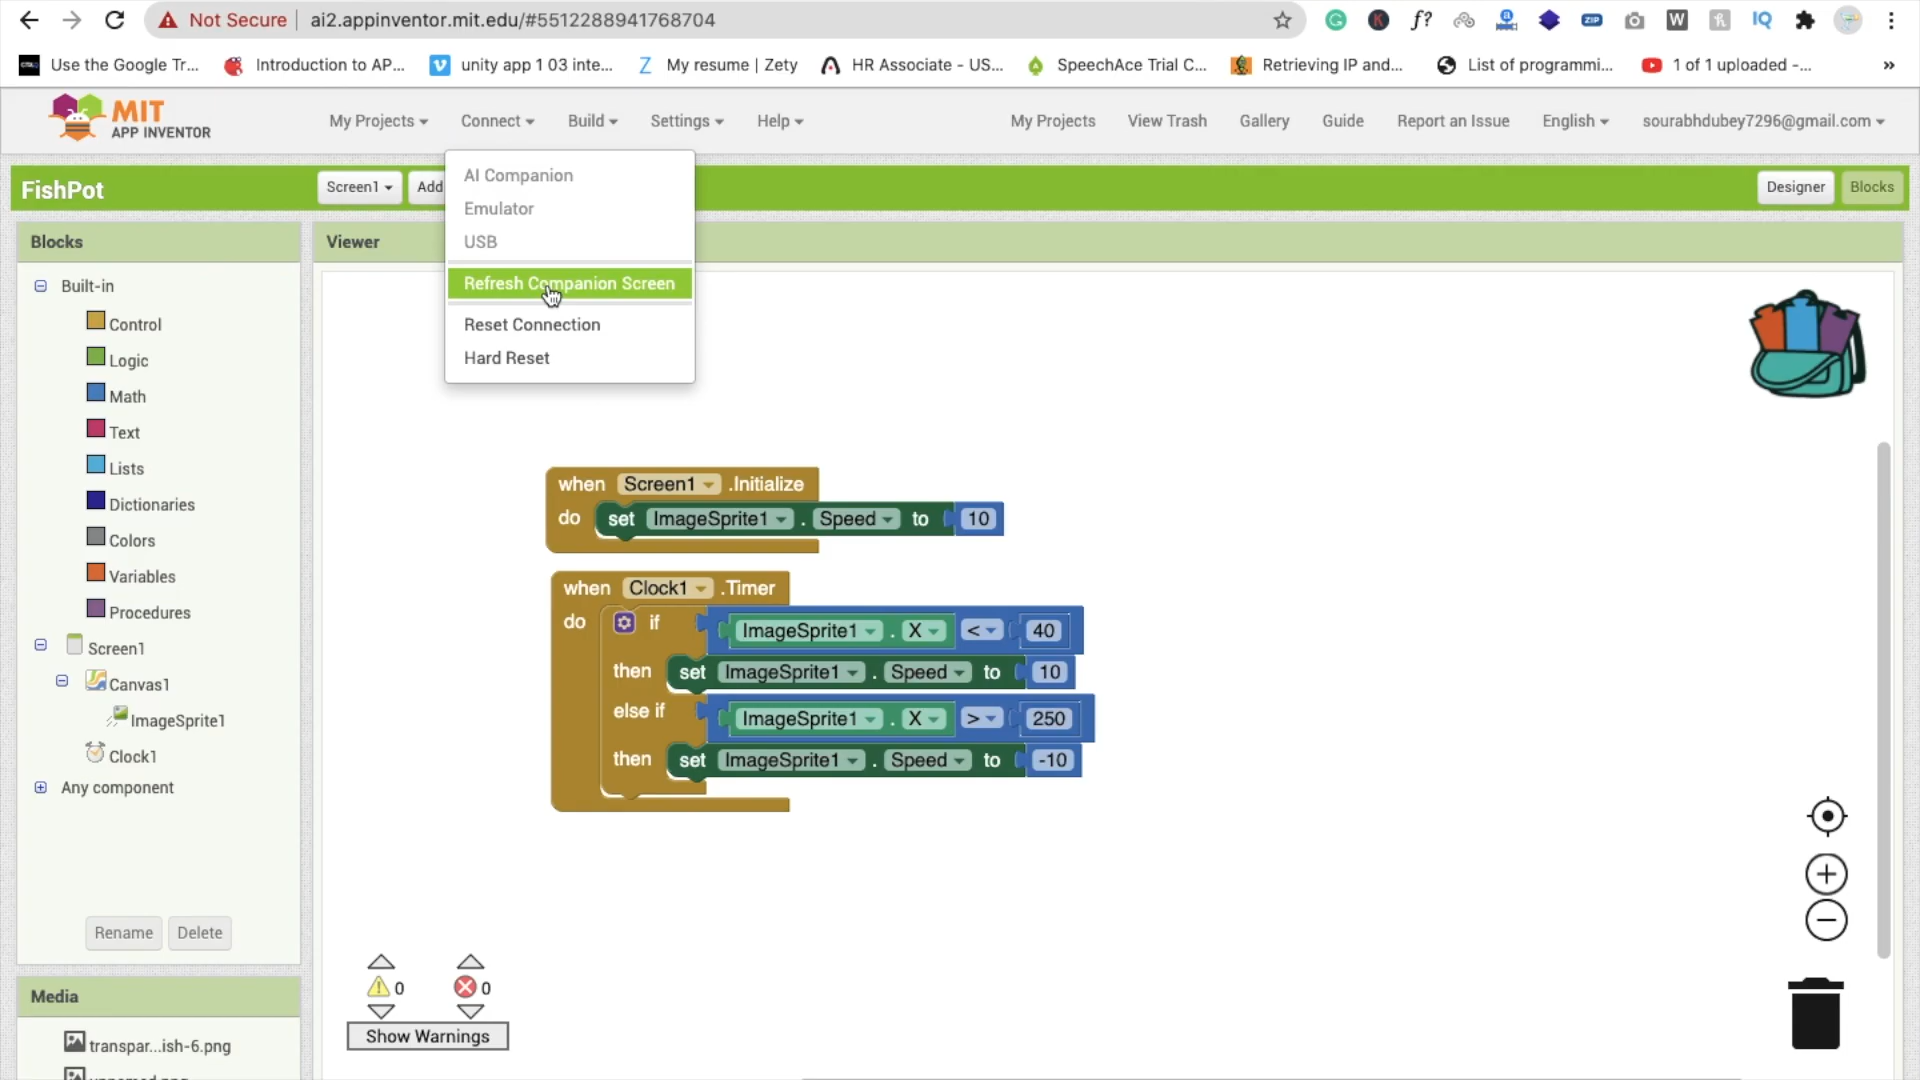 Not Secure | ai2.appinventor.mit.edu/#5512288941768704
f? a ZIP W IQ
Use the Google Tr... Introduction to AP... unity app 1 03 inte... Z My resume | Zety HR Associate - US... SpeechAce Trial C... Retrieving IP and... List of programmi... 1 of 1 uploaded -... »
MIT
APP INVENTOR
My Projects Connect Build Settings Help My Projects View Trash Gallery Guide Report an Issue English sourabhdubey7296@gmail.com
FishPot Screen1 Add Designer Blocks
AI Companion
Emulator
USB
Refresh Companion Screen
Reset Connection
Hard Reset
Blocks
Viewer
Built-in
Control
Logic
Math
Text
Lists
Dictionaries
Colors
Variables
Procedures
Screen1
Canvas1
ImageSprite1
Clock1
Any component
Rename Delete
Media
transpar...ish-6.png
when Screen1 .Initialize
do set ImageSprite1 . Speed to 10
when Clock1 .Timer
do if ImageSprite1 . X < 40
then set ImageSprite1 . Speed to 10
else if ImageSprite1 . X > 250
then set ImageSprite1 . Speed to -10
0 0
Show Warnings